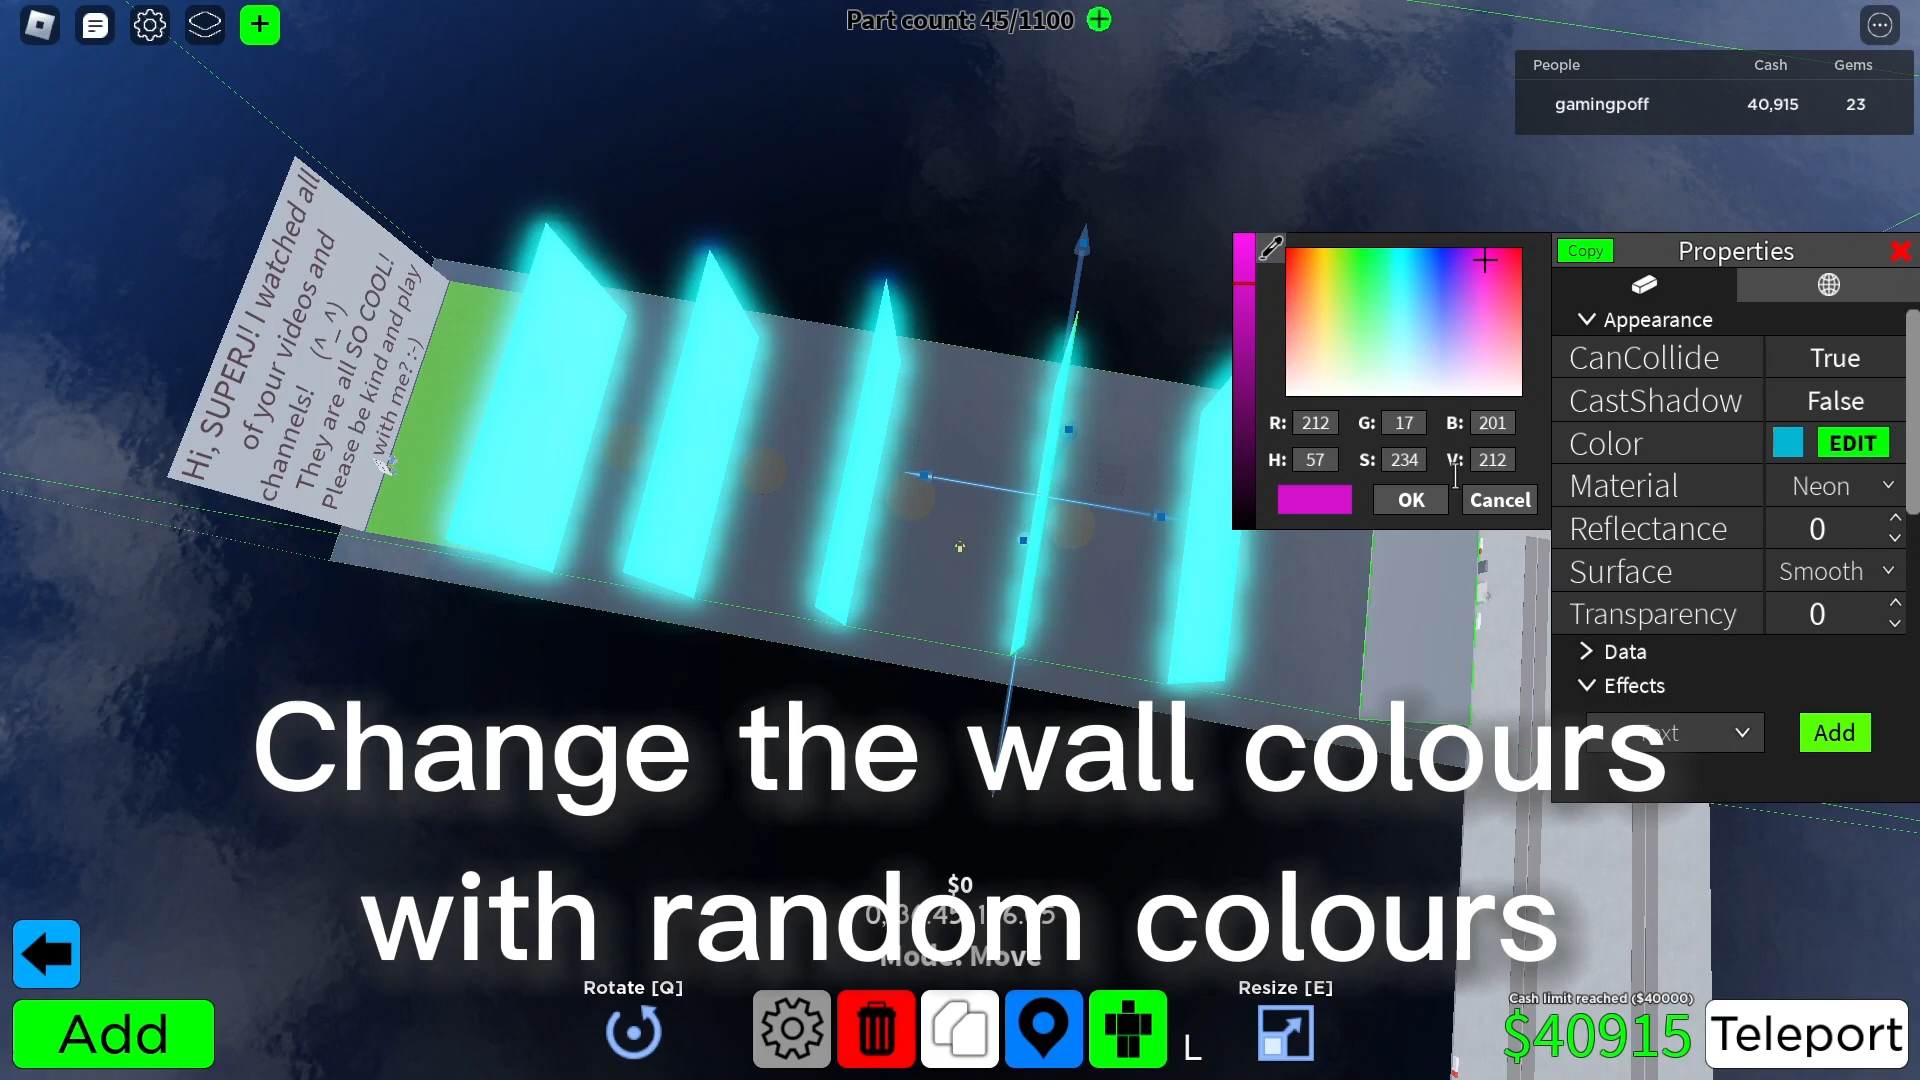 Part count: 45/1100
People Cash Gems
gamingpoff 40,915 23
Hi, SUPERJ! I watched all
of your videos and
channels! (^_^)
They are all SO COOL!
Please be kind and play
with me? :-)
Copy Properties
Appearance
CanCollide True
CastShadow False
Color EDIT
Material Neon
Reflectance 0
Surface Smooth
Transparency 0
Data
Effects
Text Add
R: 212 G: 17 B: 201
H: 57 S: 234 V: 212
OK Cancel
Change the wall colours
with random colours
$0
Mode: Move
Rotate [Q]
Resize [E]
L
Add
Cash limit reached ($40000)
$40915
Teleport